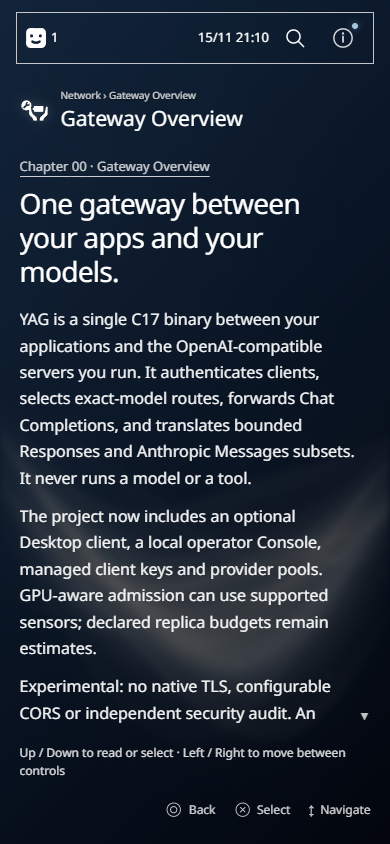 1
15/11 21:10
Network › Gateway Overview
Gateway Overview
Chapter 00 · Gateway Overview
One gateway between
your apps and your
models.
YAG is a single C17 binary between your
applications and the OpenAI-compatible
servers you run. It authenticates clients,
selects exact-model routes, forwards Chat
Completions, and translates bounded
Responses and Anthropic Messages subsets.
It never runs a model or a tool.
The project now includes an optional
Desktop client, a local operator Console,
managed client keys and provider pools.
GPU-aware admission can use supported
sensors; declared replica budgets remain
estimates.
Experimental: no native TLS, configurable
CORS or independent security audit. An
Up / Down to read or select · Left / Right to move between
controls
Back Select Navigate